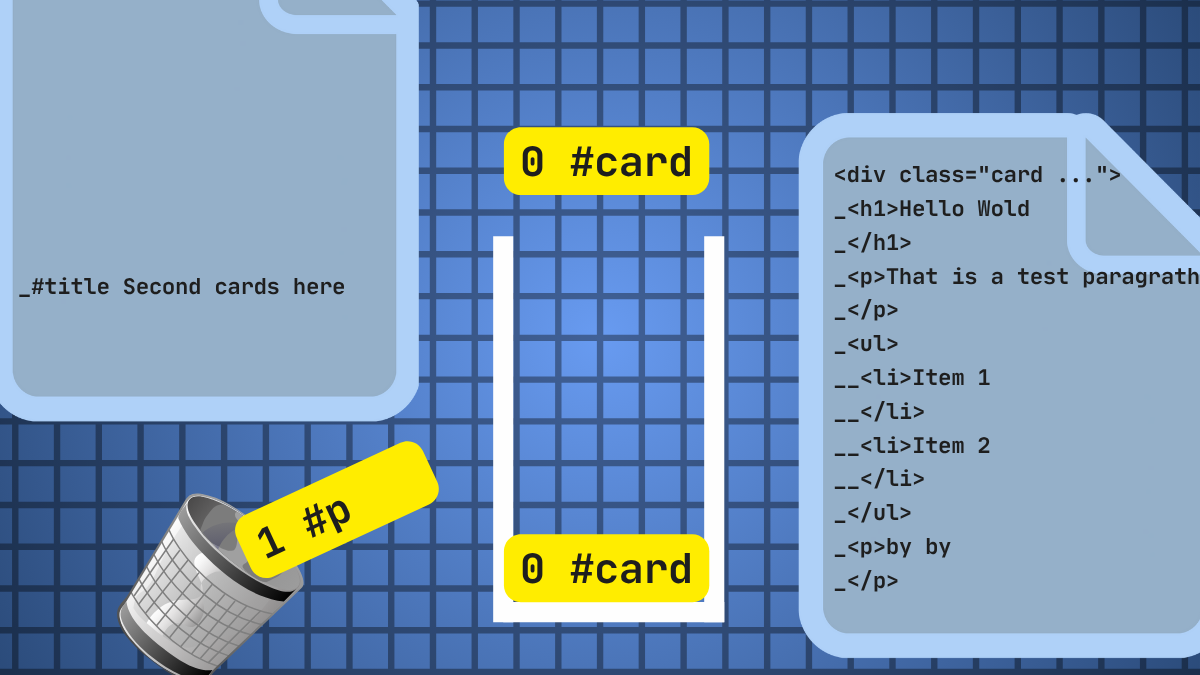 _#title Second cards here
1 #p
0 #card
0 #card
<div class="card ...">
_<h1>Hello Wold
_</h1>
_<p>That is a test paragrath
_</p>
_<ul>
__<li>Item 1
__</li>
__<li>Item 2
__</li>
_</ul>
_<p>by by
_</p>